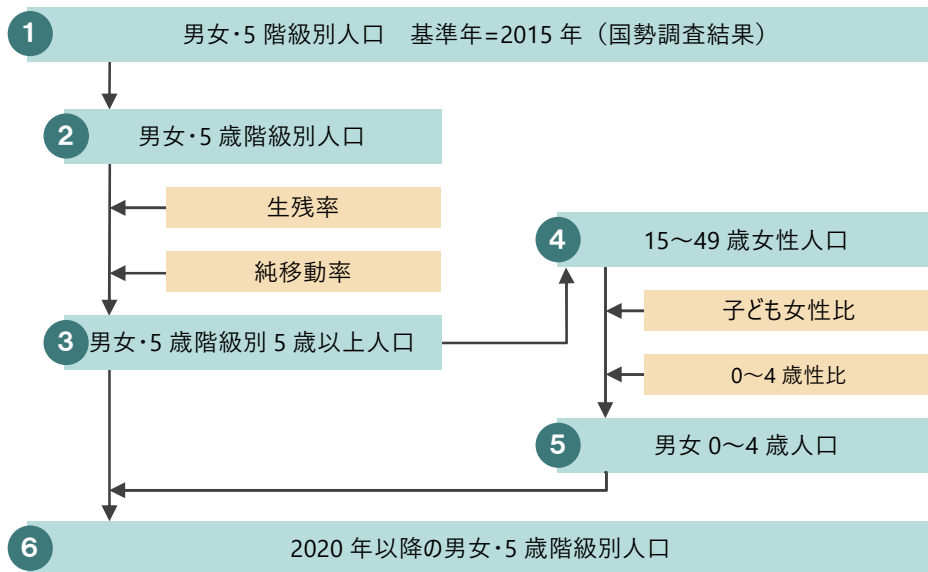 1 男女・5 階級別人口　基準年=2015 年（国勢調査結果）
2 男女・5 歳階級別人口
生残率
純移動率
3 男女・5 歳階級別 5 歳以上人口
4 15～49 歳女性人口
子ども女性比
0～4 歳性比
5 男女 0～4 歳人口
6 2020 年以降の男女・5 歳階級別人口